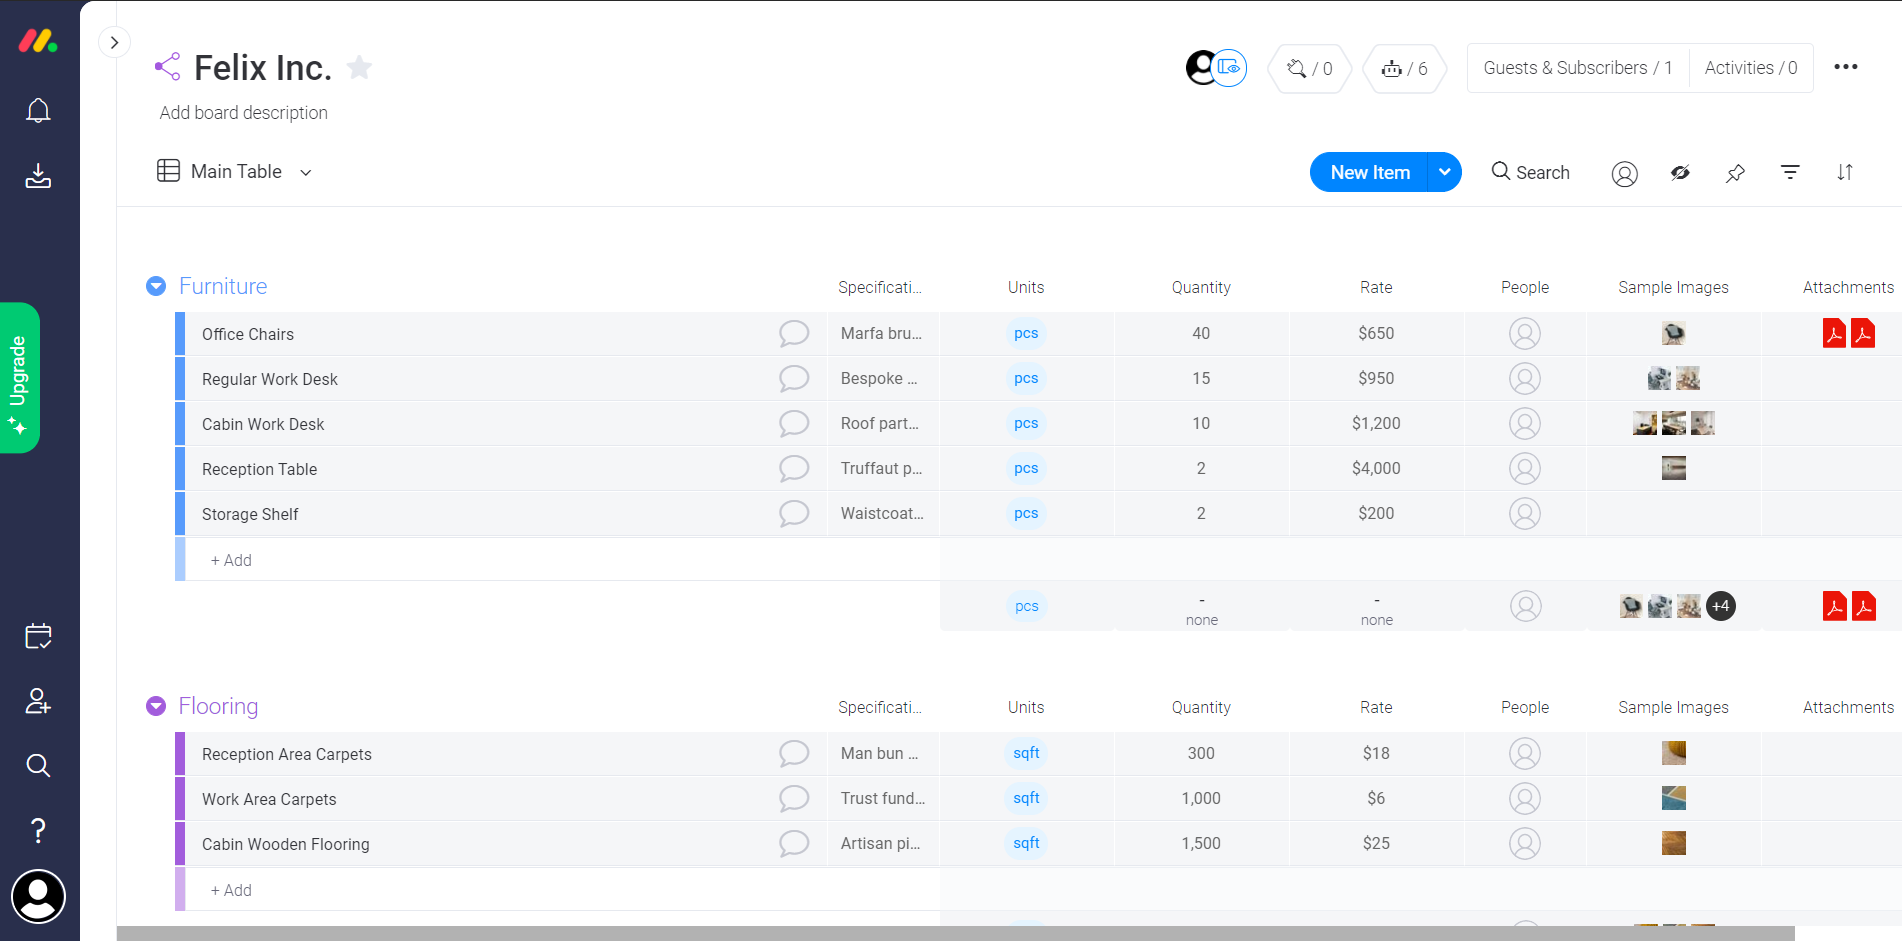 Felix Inc.
/ 0
/ 6
Guests & Subscribers / 1
Activities / 0
Add board description
Main Table
New Item
Search
Upgrade
Furniture
Specificati...
Units
Quantity
Rate
People
Sample Images
Attachments
Office Chairs
Marfa bru...
pcs
40
$650
Regular Work Desk
Bespoke ...
pcs
15
$950
Cabin Work Desk
Roof part...
pcs
10
$1,200
Reception Table
Truffaut p...
pcs
2
$4,000
Storage Shelf
Waistcoat...
pcs
2
$200
+ Add
pcs
-
none
-
none
+4
Flooring
Specificati...
Units
Quantity
Rate
People
Sample Images
Attachments
Reception Area Carpets
Man bun ...
sqft
300
$18
Work Area Carpets
Trust fund...
sqft
1,000
$6
Cabin Wooden Flooring
Artisan pi...
sqft
1,500
$25
+ Add